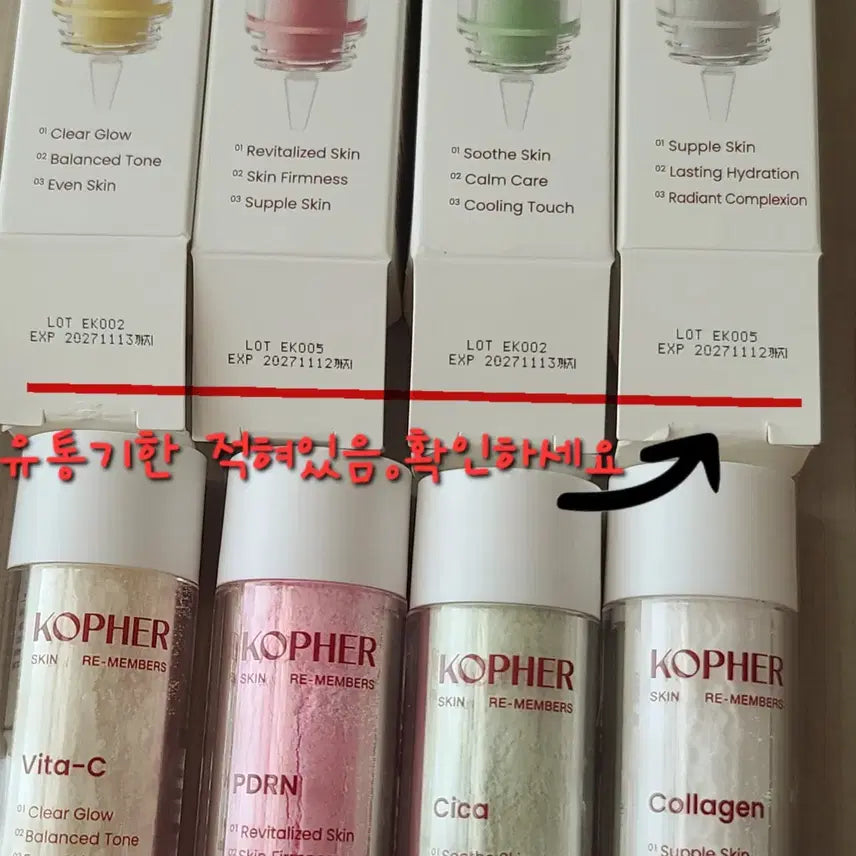 01 Clear Glow
02 Balanced Tone
03 Even Skin
01 Revitalized Skin
02 Skin Firmness
03 Supple Skin
01 Soothe Skin
02 Calm Care
03 Cooling Touch
01 Supple Skin
02 Lasting Hydration
03 Radiant Complexion
LOT EK002
EXP 20271113까지
LOT EK005
EXP 20271112까지
LOT EK002
EXP 20271113까지
LOT EK005
EXP 20271112까지
유통기한 적혀있음.확인하세요
KOPHER
SKIN RE-MEMBERS
Vita-C
01 Clear Glow
02 Balanced Tone
KOPHER
SKIN RE-MEMBERS
PDRN
01 Revitalized Skin
KOPHER
SKIN RE-MEMBERS
Cica
KOPHER
SKIN RE-MEMBERS
Collagen
01 Supple Skin